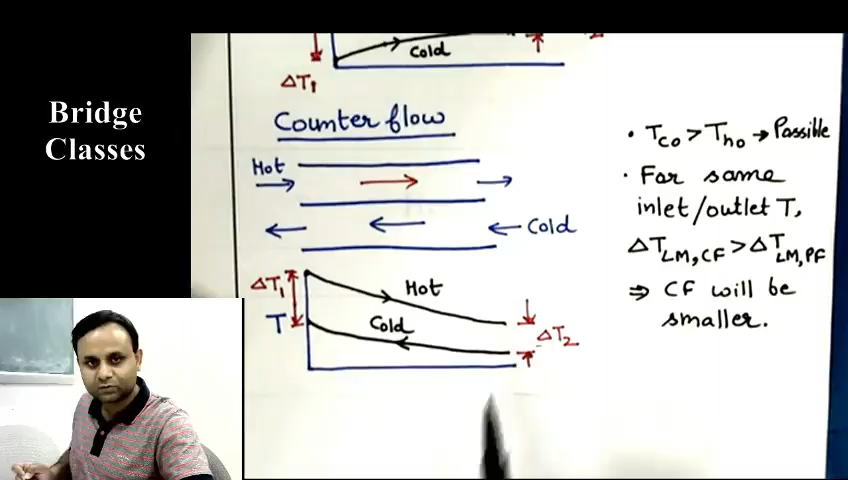 Bridge
Classes
Cold
ΔT1
Counter flow
Hot
Cold
ΔT1
Hot
T
Cold
ΔT2
• Tco > Tho → Possible
• For same
inlet/outlet T,
ΔTLM,CF > ΔTLM,PF
⇒ CF will be
smaller.